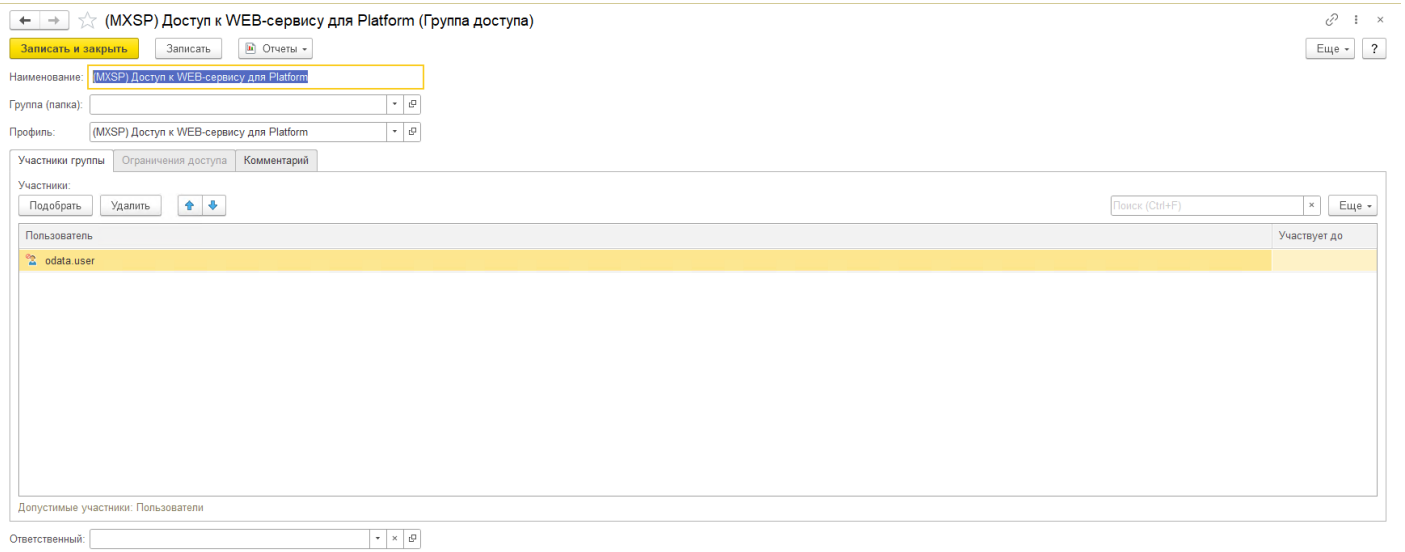 (MXSP) Доступ к WEB-сервису для Platform (Группа доступа)
Записать и закрыть Записать Отчеты Еще ?
Наименование: (MXSP) Доступ к WEB-сервису для Platform
Группа (папка):
Профиль: (MXSP) Доступ к WEB-сервису для Platform
Участники группы Ограничения доступа Комментарий
Участники:
Подобрать Удалить Поиск (Ctrl+F) × Еще
Пользователь Участвует до
odata.user
Допустимые участники: Пользователи
Ответственный: